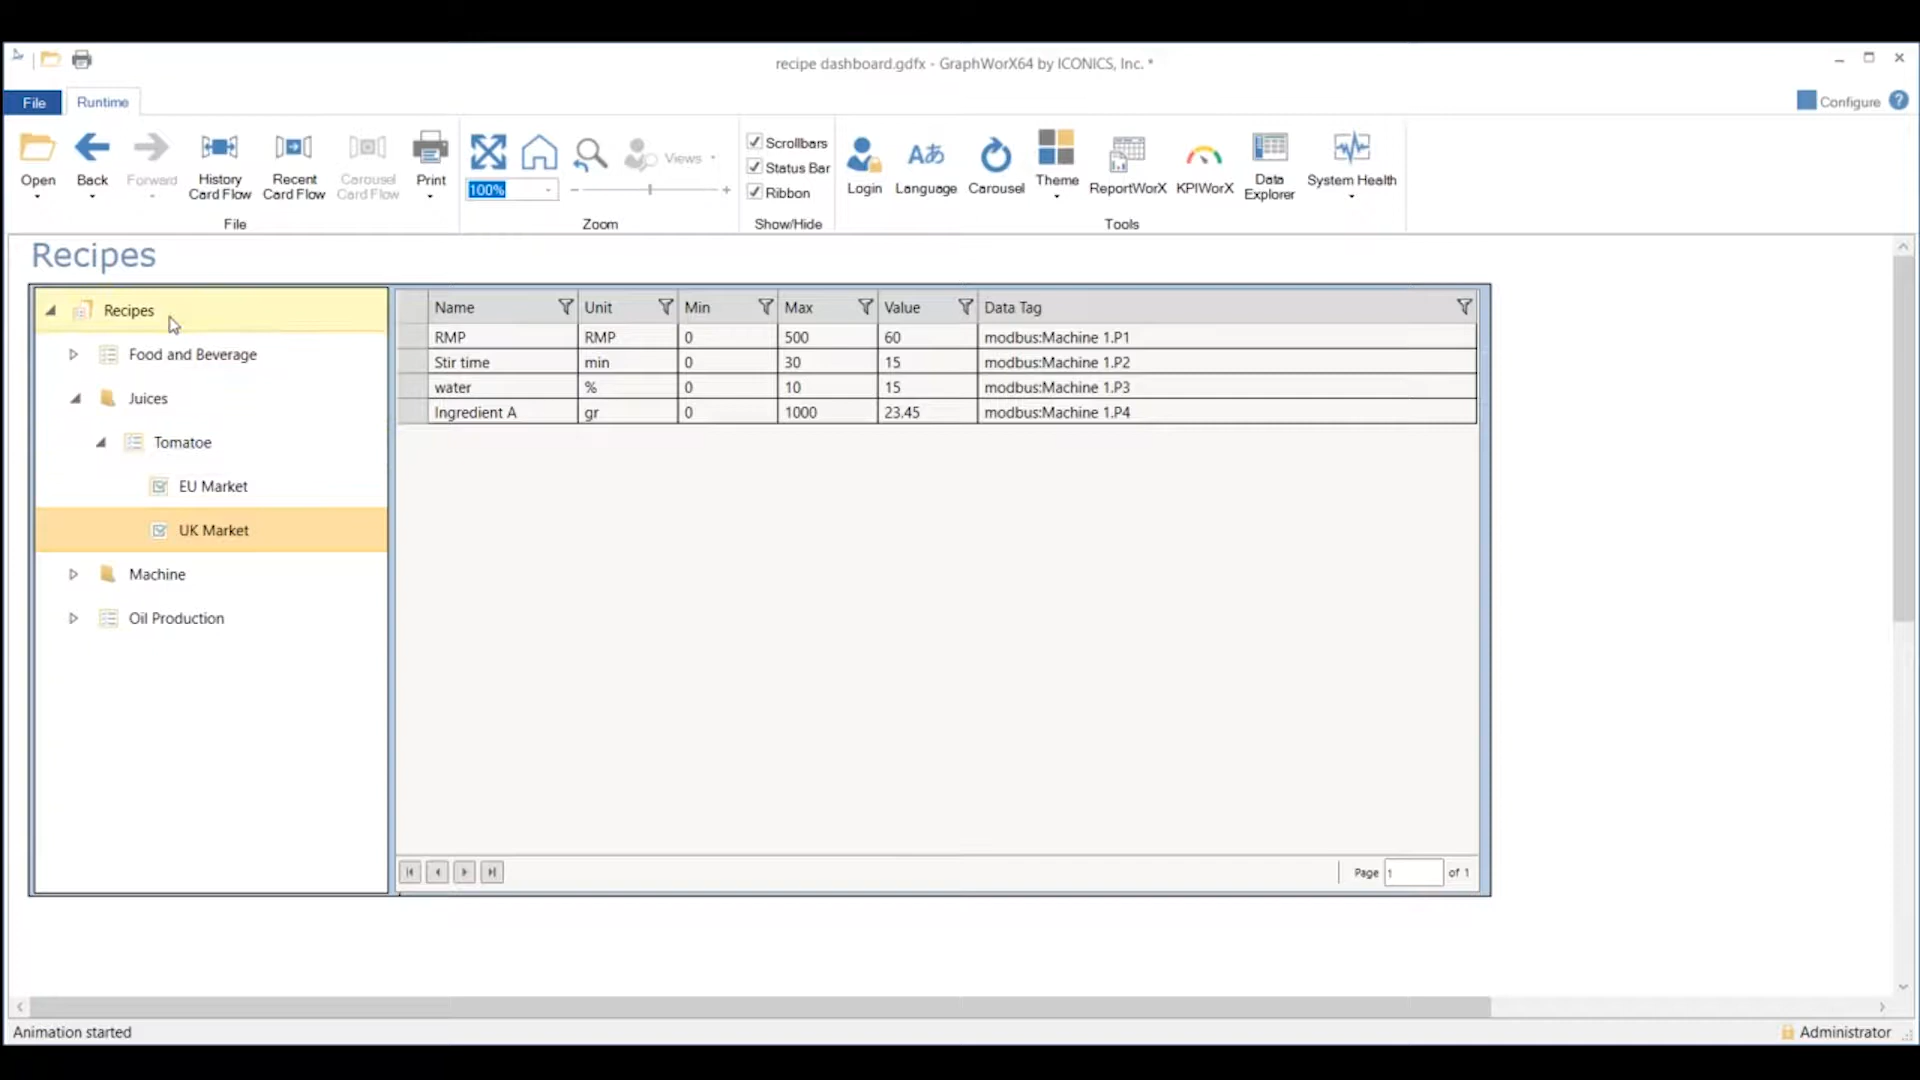 recipe dashboard.gdfx - GraphWorX64 by ICONICS, Inc. *
File
Runtime
Configure
?
Open
Back
Forward
History
Card Flow
Recent
Card Flow
Carousel
Card Flow
Print
File
100%
Views
Zoom
Scrollbars
Status Bar
Ribbon
Show/Hide
Login
Aあ
Language
Carousel
Theme
ReportWorX
KPIWorX
Data
Explorer
System Health
Tools
Recipes
Recipes
Food and Beverage
Juices
Tomatoe
EU Market
UK Market
Machine
Oil Production
Name Unit Min Max Value Data Tag
RMP RMP 0 500 60 modbus:Machine 1.P1
Stir time min 0 30 15 modbus:Machine 1.P2
water % 0 10 15 modbus:Machine 1.P3
Ingredient A gr 0 1000 23.45 modbus:Machine 1.P4
Page 1 of 1
Animation started
Administrator